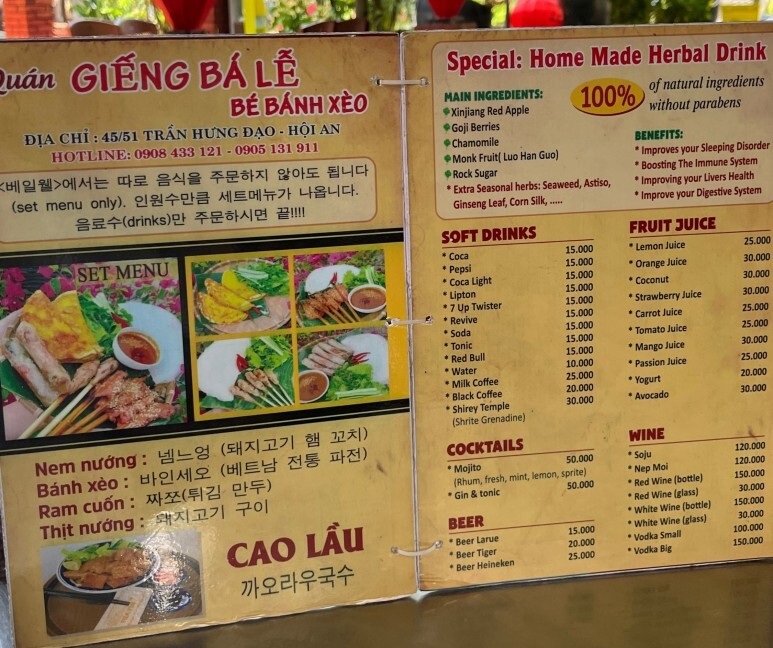 Quán GIẾNG BÁ LỄ
BÉ BÁNH XÈO
ĐỊA CHỈ : 45/51 TRẦN HƯNG ĐẠO - HỘI AN
HOTLINE: 0908 433 121 - 0905 131 911
<베일웰>에서는 따로 음식을 주문하지 않아도 됩니다
(set menu only). 인원수만큼 세트메뉴가 나옵니다.
음료수(drinks)만 주문하시면 끝!!!!
SET MENU
Nem nướng : 넴느엉 (돼지고기 햄 꼬치)
Bánh xèo : 바인세오 (베트남 전통 파전)
Ram cuốn : 짜쪼(튀김 만두)
Thịt nướng : 돼지고기 구이
CAO LẦU
까오라우국수
Special: Home Made Herbal Drink
MAIN INGREDIENTS:
Xinjiang Red Apple
Goji Berries
Chamomile
Monk Fruit( Luo Han Guo)
Rock Sugar
* Extra Seasonal herbs: Seaweed, Astiso,
Ginseng Leaf, Corn Silk, .....
100% of natural ingredients
without parabens
BENEFITS:
* Improves your Sleeping Disorder
* Boosting The Immune System
* Improving your Livers Health
* Improve your Digestive System
SOFT DRINKS
* Coca 15.000
* Pepsi 15.000
* Coca Light 15.000
* Lipton 15.000
* 7 Up Twister 15.000
* Revive 15.000
* Soda 15.000
* Tonic 15.000
* Red Bull 15.000
* Water 10.000
* Milk Coffee 25.000
* Black Coffee 20.000
* Shirey Temple 30.000
(Shrite Grenadine)
COCKTAILS
* Mojito 50.000
(Rhum, fresh, mint, lemon, sprite)
* Gin & tonic 50.000
BEER
* Beer Larue 15.000
* Beer Tiger 20.000
* Beer Heineken 25.000
FRUIT JUICE
* Lemon Juice 25.000
* Orange Juice 30.000
* Coconut 30.000
* Strawberry Juice 30.000
* Carrot Juice 25.000
* Tomato Juice 25.000
* Mango Juice 30.000
* Passion Juice 25.000
* Yogurt 20.000
* Avocado 30.000
WINE
* Soju 120.000
* Nep Moi 120.000
* Red Wine (bottle) 150.000
* Red Wine (glass) 30.000
* White Wine (bottle) 150.000
* White Wine (glass) 30.000
* Vodka Small 100.000
* Vodka Big 150.000